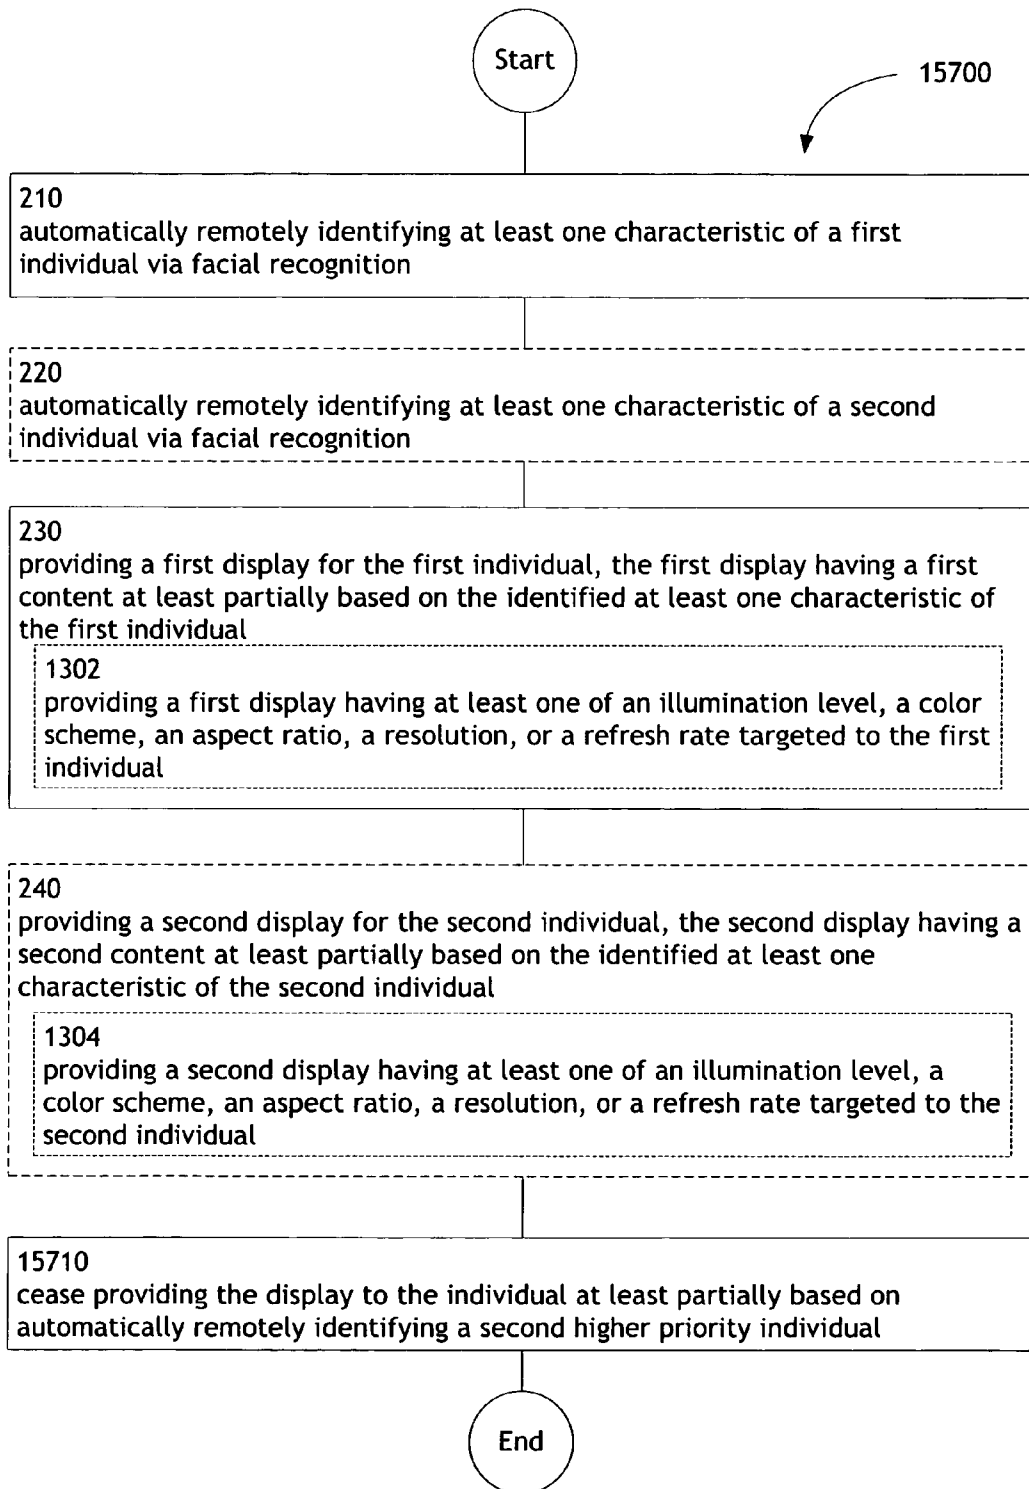 Start
15700
210
automatically remotely identifying at least one characteristic of a first
individual via facial recognition
220
automatically remotely identifying at least one characteristic of a second
individual via facial recognition
230
providing a first display for the first individual, the first display having a first
content at least partially based on the identified at least one characteristic of
the first individual
1302
providing a first display having at least one of an illumination level, a color
scheme, an aspect ratio, a resolution, or a refresh rate targeted to the first
individual
240
providing a second display for the second individual, the second display having a
second content at least partially based on the identified at least one
characteristic of the second individual
1304
providing a second display having at least one of an illumination level, a
color scheme, an aspect ratio, a resolution, or a refresh rate targeted to the
second individual
15710
cease providing the display to the individual at least partially based on
automatically remotely identifying a second higher priority individual
End